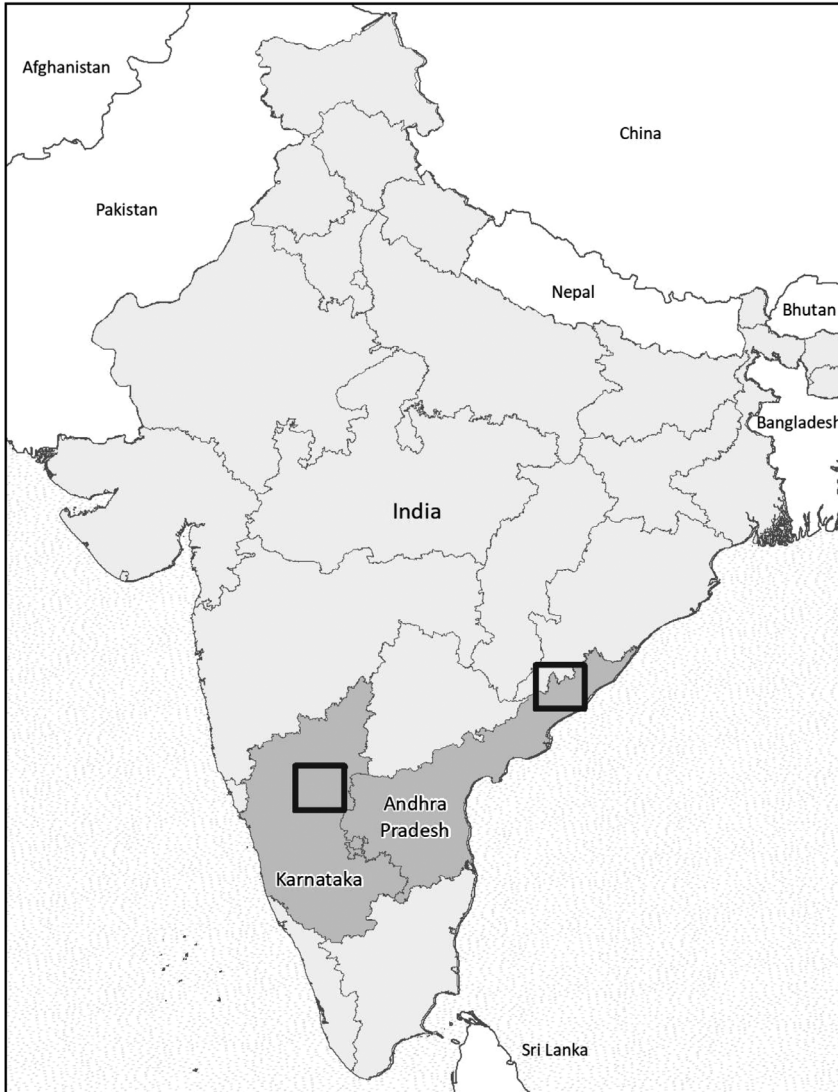 Afghanistan
China
Pakistan
Nepal
Bhutan
Bangladesh
India
Andhra
Pradesh
Karnataka
Sri Lanka